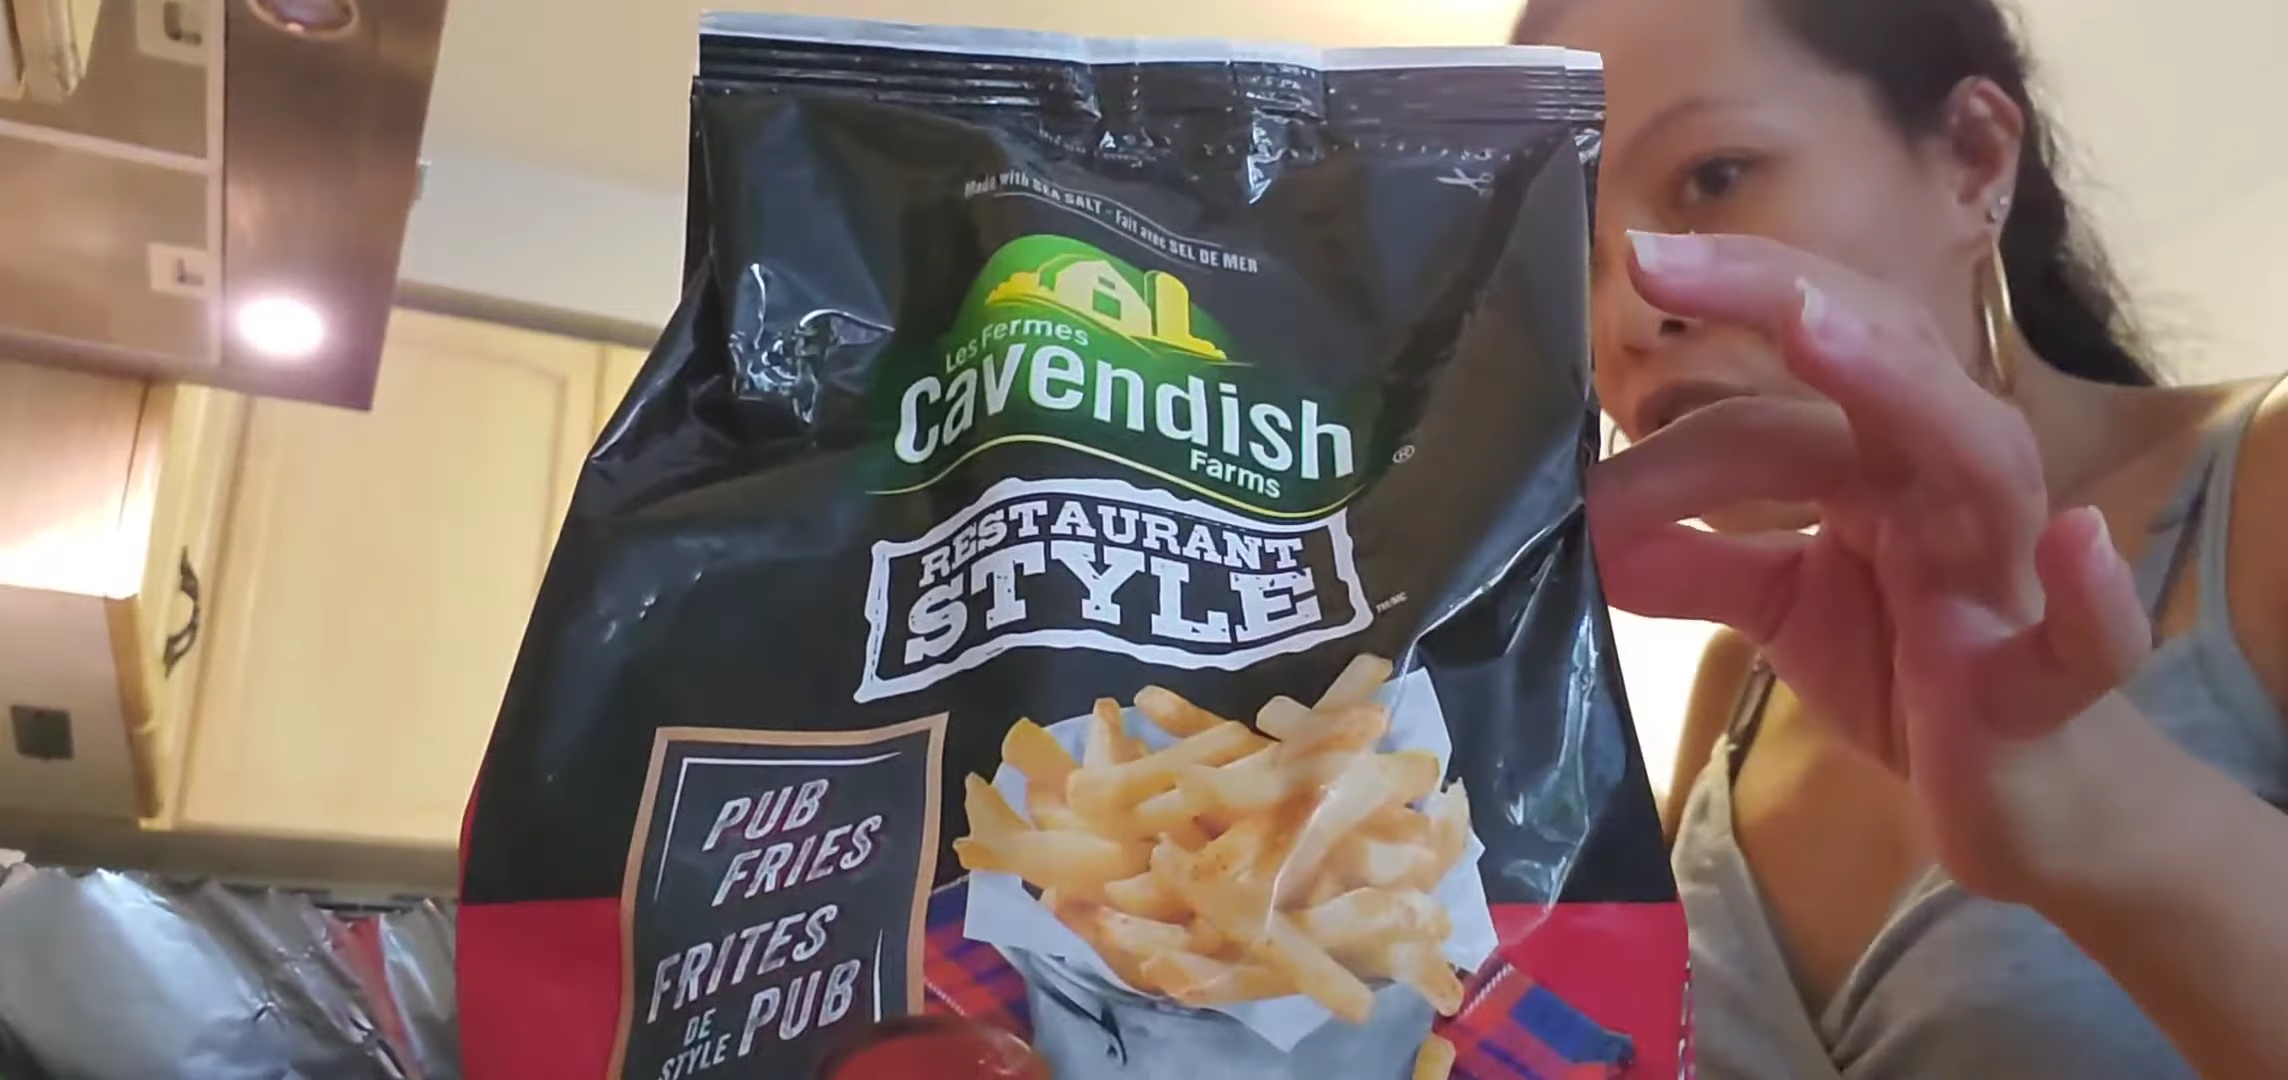 Made with SEA SALT - Fait avec SEL DE MER
Les Fermes
Cavendish
Farms
®
RESTAURANT
STYLE
TM/MC
PUB
FRIES
FRITES
DE
STYLE PUB